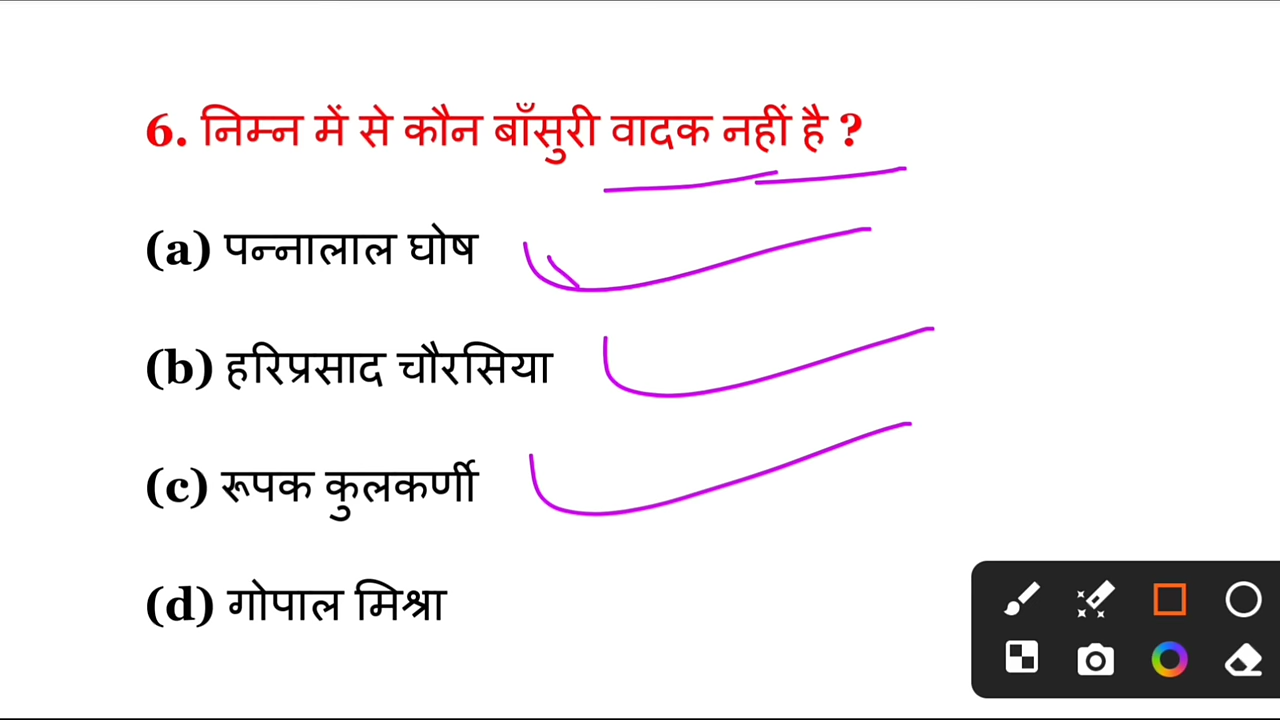 6. निम्न में से कौन बाँसुरी वादक नहीं है ?
(a) पन्नालाल घोष
(b) हरिप्रसाद चौरसिया
(c) रूपक कुलकर्णी
(d) गोपाल मिश्रा